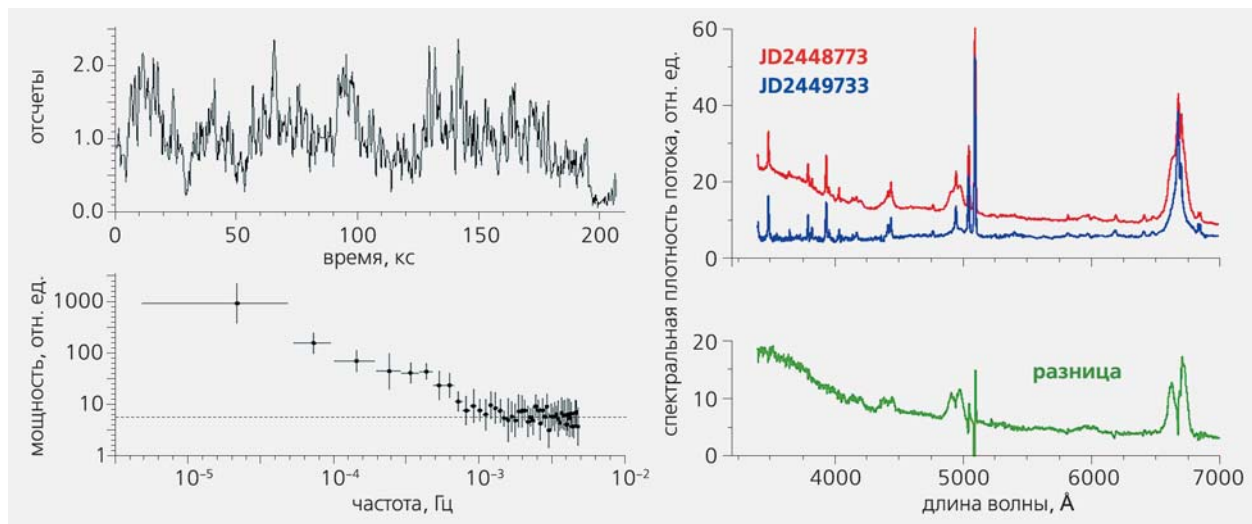 отсчеты
2.0
1.0
0.0
0 50 100 150 200
время, кс
мощность, отн. ед.
1000
100
10
1
10⁻⁵ 10⁻⁴ 10⁻³ 10⁻²
частота, Гц
спектральная плотность потока, отн. ед.
60
40
20
0
JD2448773
JD2449733
20
10
0
разница
4000 5000 6000 7000
длина волны, Å